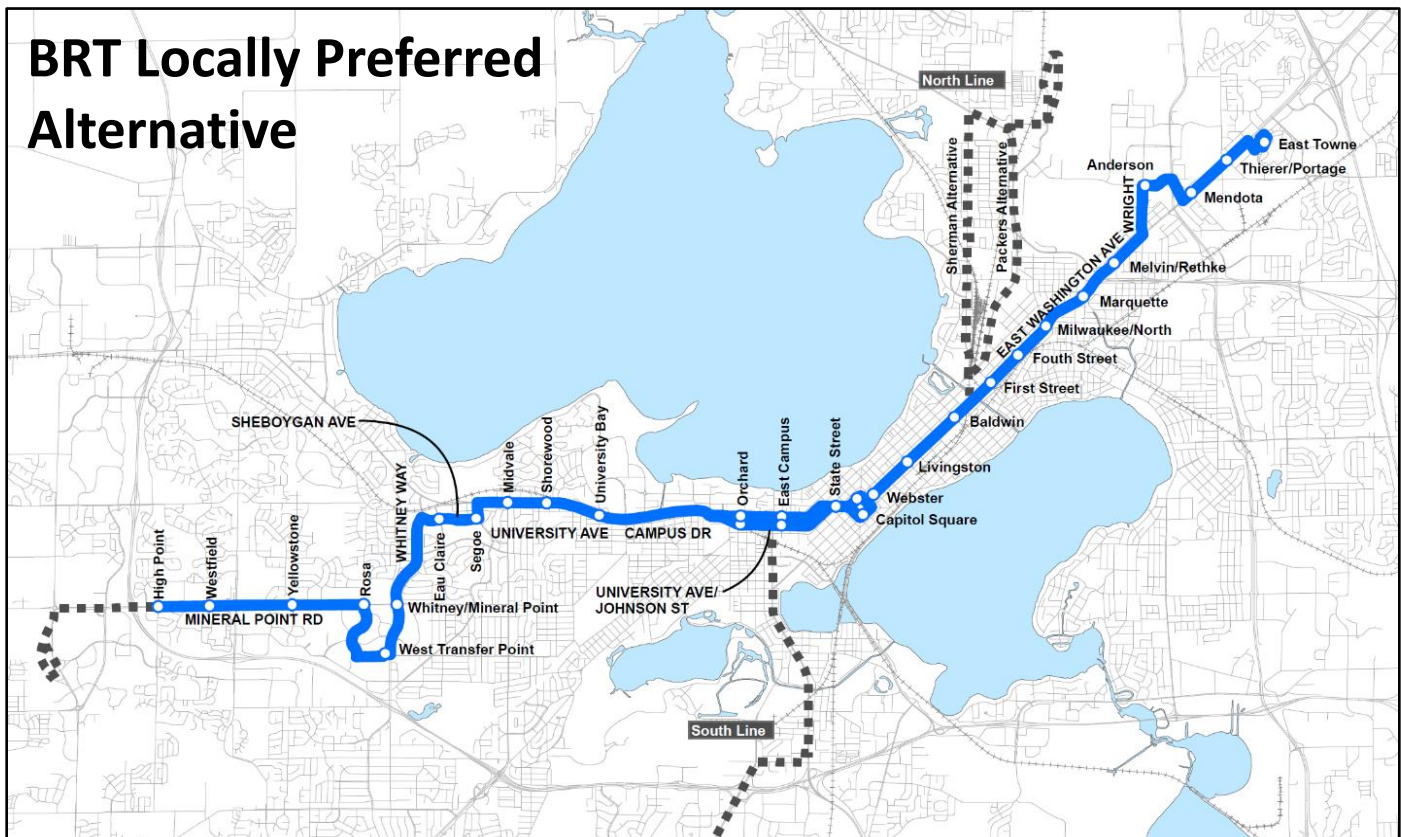 BRT Locally Preferred
Alternative
North Line
Sherman Alternative
Packers Alternative
East Towne
Thierer/Portage
Anderson
Mendota
WRIGHT
EAST WASHINGTON AVE
Melvin/Rethke
Marquette
Milwaukee/North
Fouth Street
First Street
Baldwin
Livingston
Webster
Capitol Square
State Street
East Campus
Orchard
University Bay
Shorewood
Midvale
SHEBOYGAN AVE
WHITNEY WAY
Eau Claire
Segoe
UNIVERSITY AVE
CAMPUS DR
UNIVERSITY AVE/
JOHNSON ST
High Point
Westfield
Yellowstone
Rosa
MINERAL POINT RD
Whitney/Mineral Point
West Transfer Point
South Line